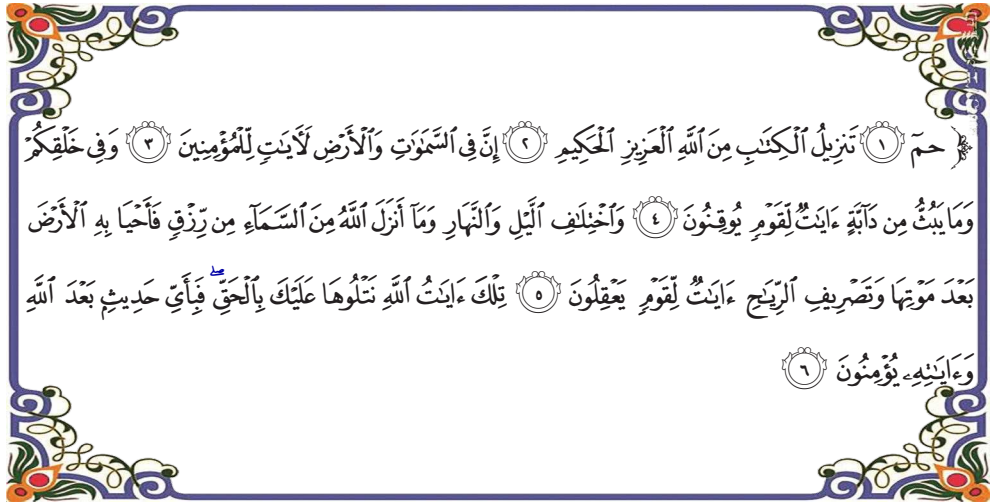 ﴿ حمٓ ١ تَنزِيلُ ٱلْكِتَٰبِ مِنَ ٱللَّهِ ٱلْعَزِيزِ ٱلْحَكِيمِ ٢ إِنَّ فِي ٱلسَّمَٰوَٰتِ وَٱلْأَرْضِ لَأٓيَٰتٍ لِّلْمُؤْمِنِينَ ٣ وَفِي خَلْقِكُمْ
وَمَا يَبُثُّ مِن دَآبَّةٍ ءَايَٰتٌ لِّقَوْمٍ يُوقِنُونَ ٤ وَٱخْتِلَٰفِ ٱلَّيْلِ وَٱلنَّهَارِ وَمَآ أَنزَلَ ٱللَّهُ مِنَ ٱلسَّمَآءِ مِن رِّزْقٍ فَأَحْيَا بِهِ ٱلْأَرْضَ
بَعْدَ مَوْتِهَا وَتَصْرِيفِ ٱلرِّيَٰحِ ءَايَٰتٌ لِّقَوْمٍ يَعْقِلُونَ ٥ تِلْكَ ءَايَٰتُ ٱللَّهِ نَتْلُوهَا عَلَيْكَ بِٱلْحَقِّۖ فَبِأَيِّ حَدِيثٍۭ بَعْدَ ٱللَّهِ
وَءَايَٰتِهِۦ يُؤْمِنُونَ ٦